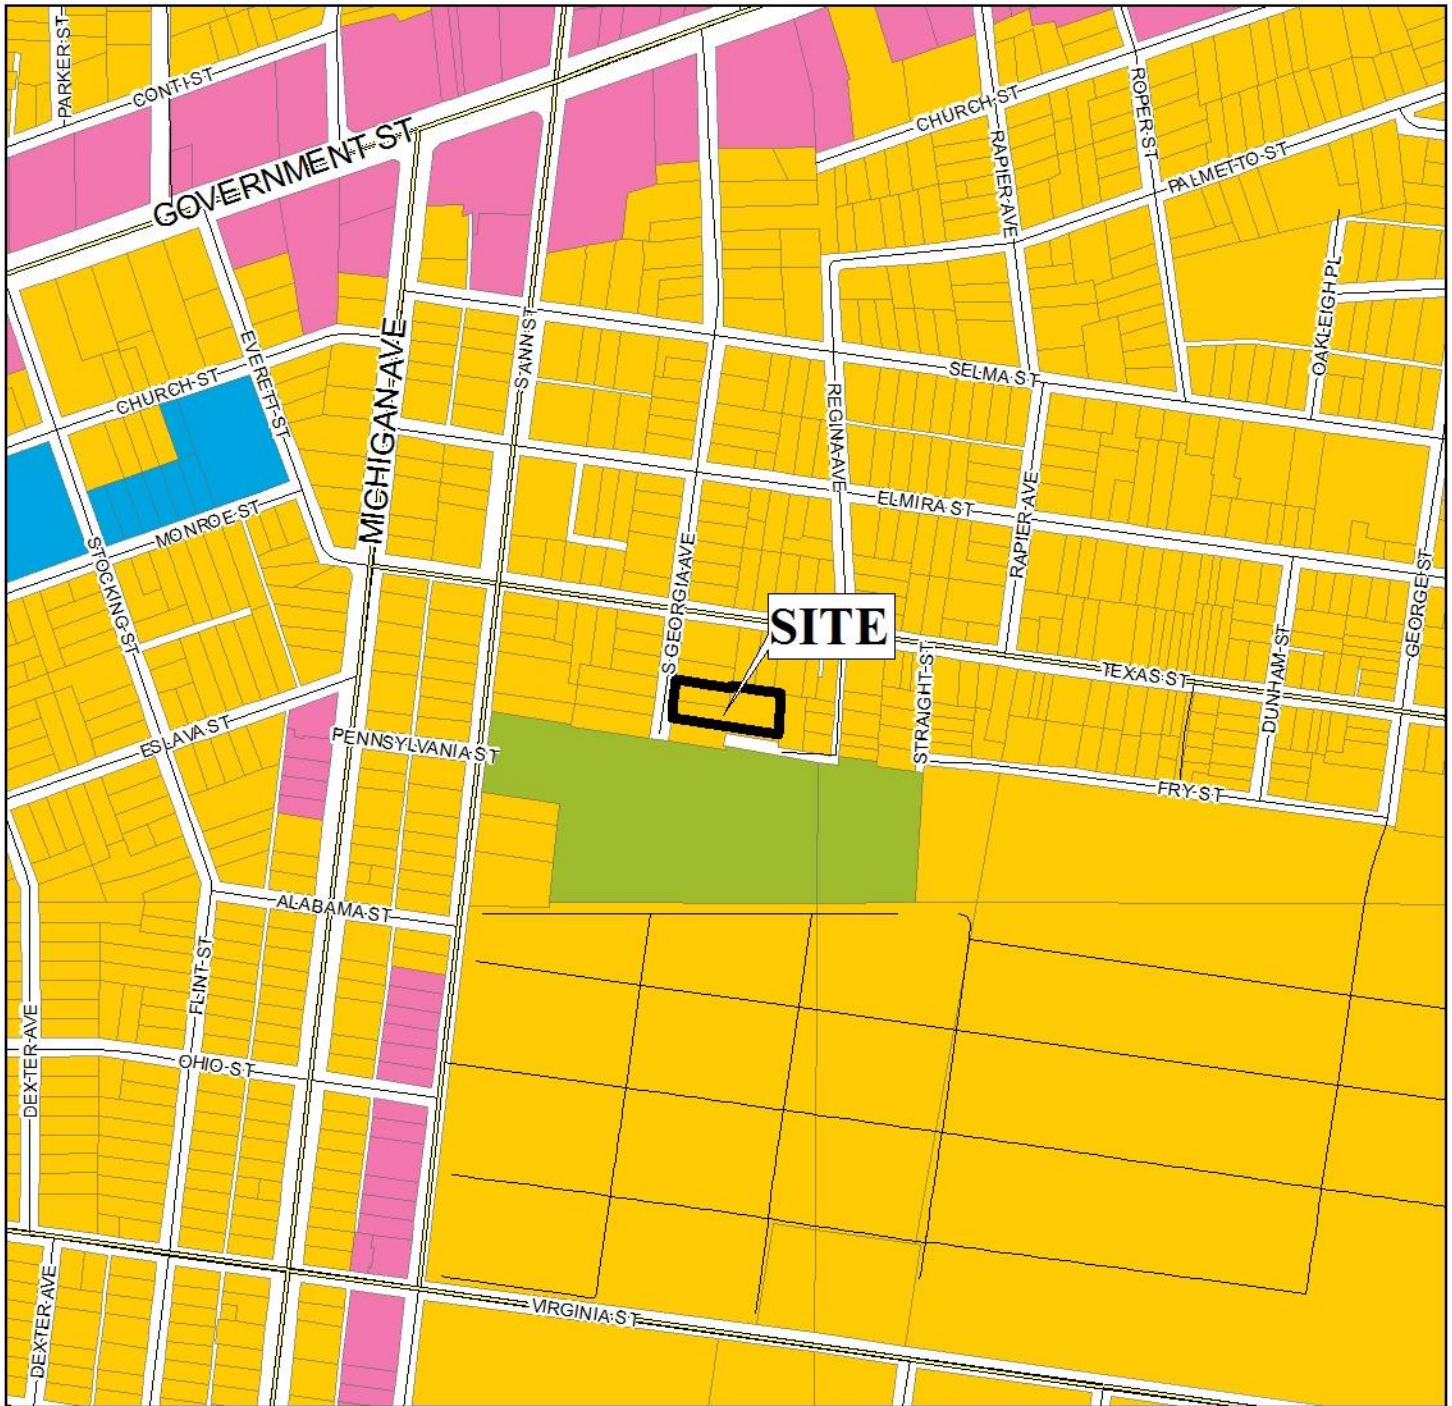 PARKER ST
CONTI ST
GOVERNMENT ST
CHURCH ST
RAPIER AVE
ROPER ST
PALMETTO ST
OAKLEIGH PL
EVERETT ST
CHURCH ST
MICHIGAN AVE
S ANN ST
SELMA ST
REGINA AVE
ELMIRA ST
RAPIER AVE
MONROE ST
STOCKING ST
S GEORGIA AVE
SITE
STRAIGHT ST
TEXAS ST
DUNHAM ST
GEORGE ST
ESLAVA ST
PENNSYLVANIA ST
FRY ST
ALABAMA ST
FLINT ST
DEXTER AVE
OHIO ST
DEXTER AVE
VIRGINIA ST